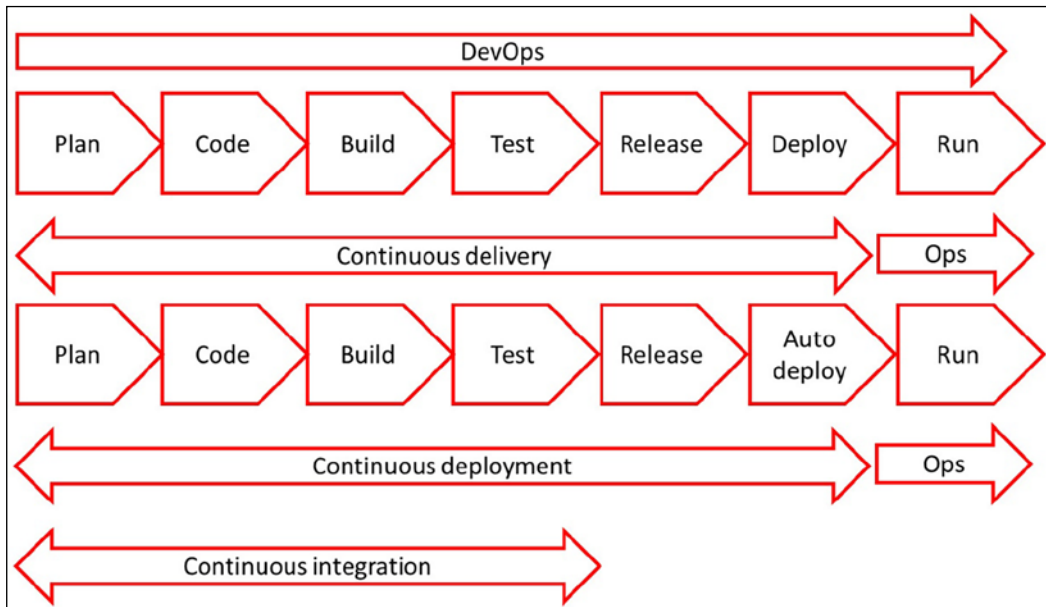 DevOps
Plan
Code
Build
Test
Release
Deploy
Run
Continuous delivery
Ops
Plan
Code
Build
Test
Release
Auto
deploy
Run
Continuous deployment
Ops
Continuous integration